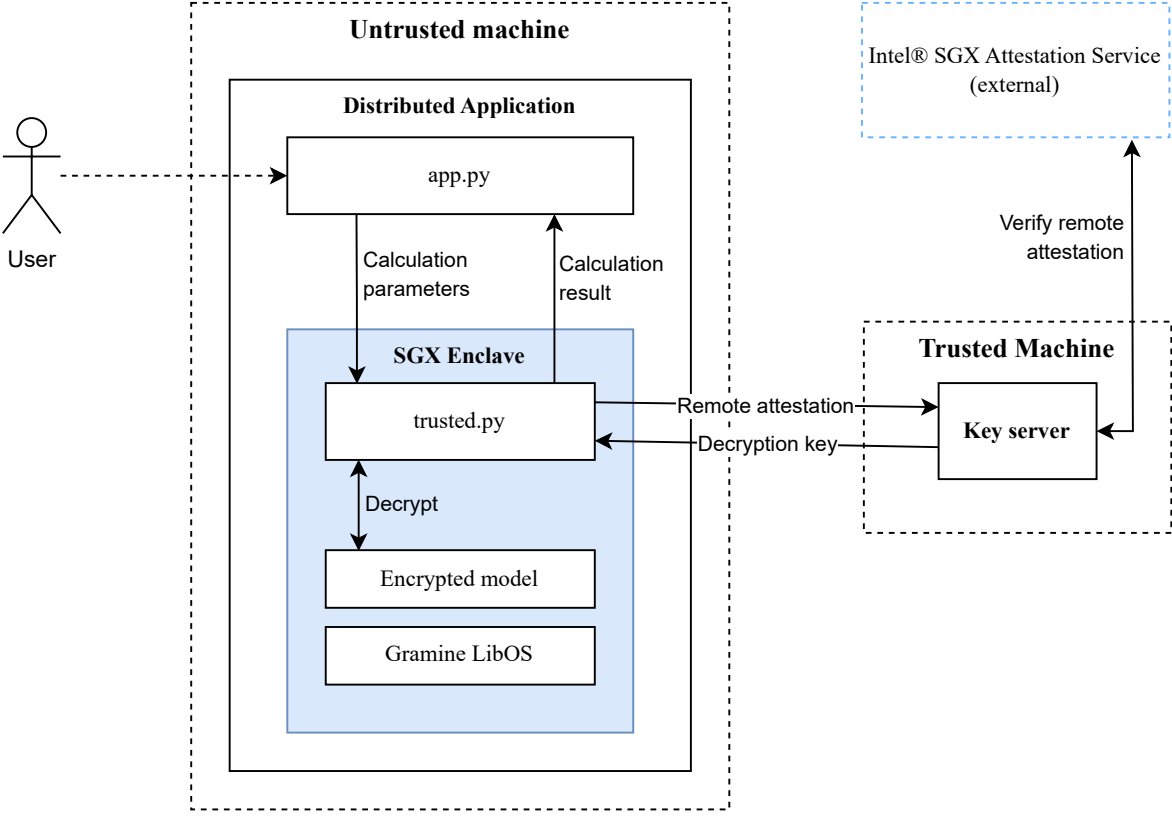 Untrusted machine
Intel® SGX Attestation Service
(external)
Distributed Application
app.py
User
Calculation
parameters
Calculation
result
Verify remote
attestation
SGX Enclave
Trusted Machine
trusted.py
Remote attestation
Decryption key
Key server
Decrypt
Encrypted model
Gramine LibOS